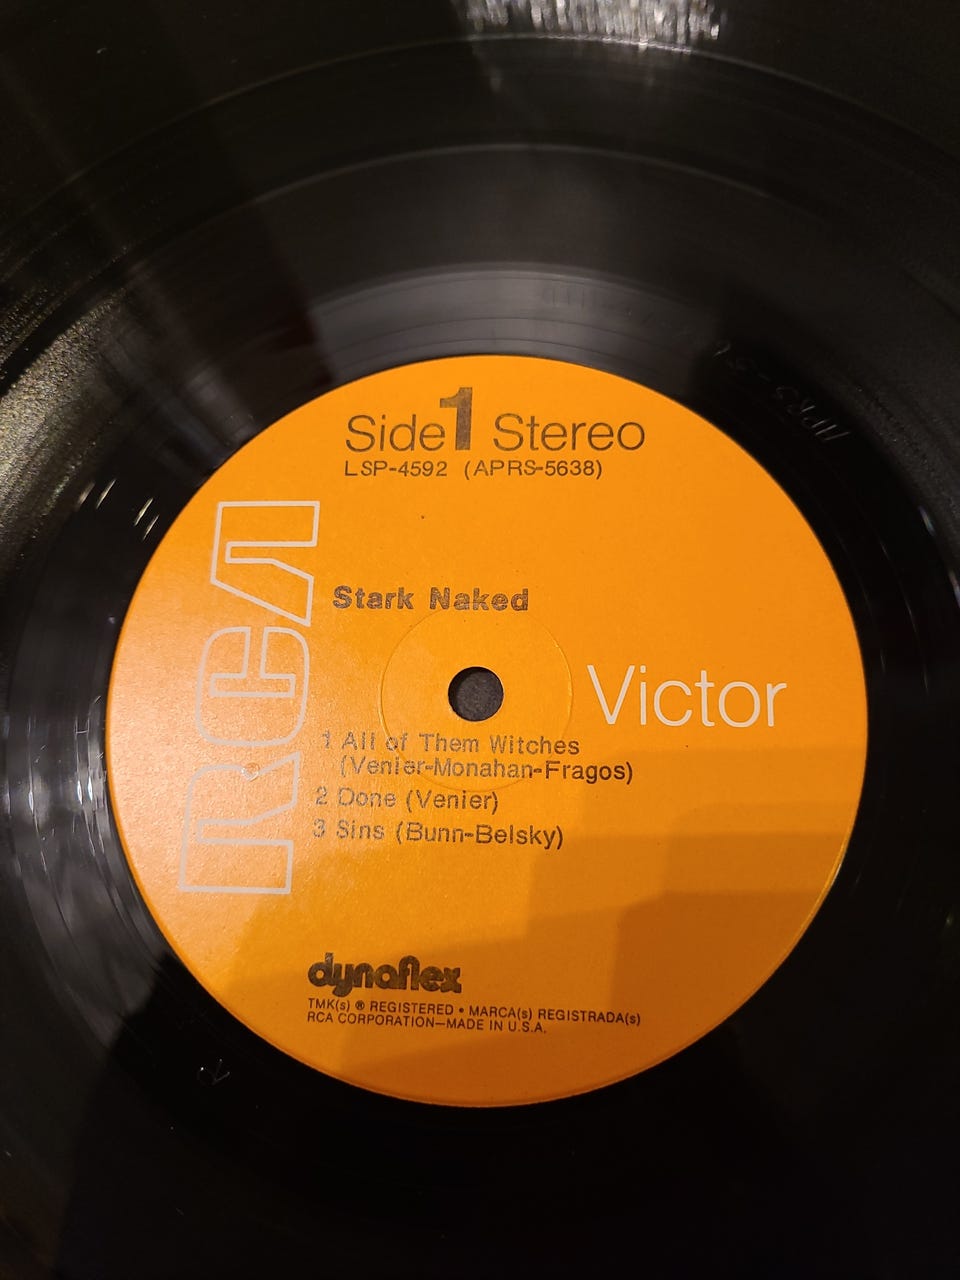 Side 1 Stereo
LSP-4592 (APRS-5638)
RCA
Stark Naked
Victor
1 All of Them Witches
(Venier-Monahan-Fragos)
2 Done (Venier)
3 Sins (Bunn-Belsky)
dynaflex
TMK(s) ® REGISTERED • MARCA(s) REGISTRADA(s)
RCA CORPORATION—MADE IN U.S.A.